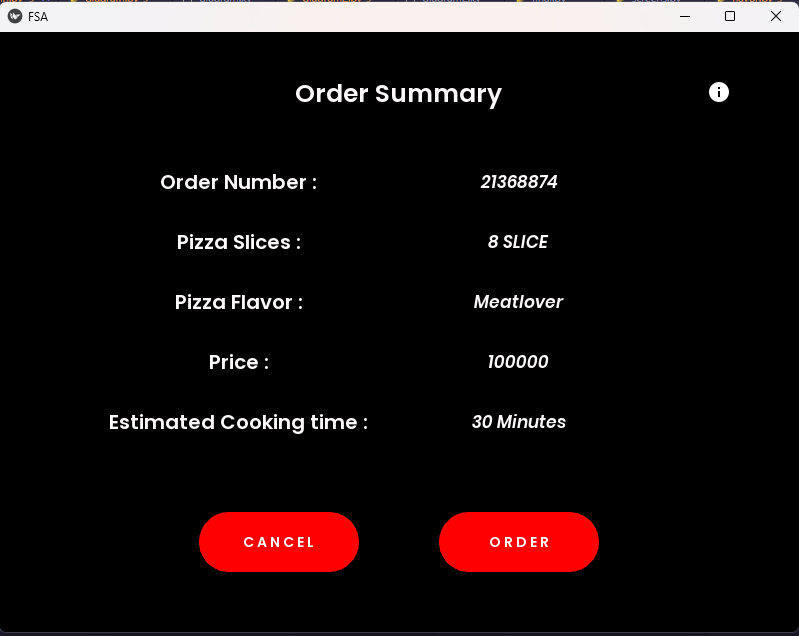 FSA
Order Summary
Order Number : 21368874
Pizza Slices : 8 SLICE
Pizza Flavor : Meatlover
Price : 100000
Estimated Cooking time : 30 Minutes
CANCEL ORDER